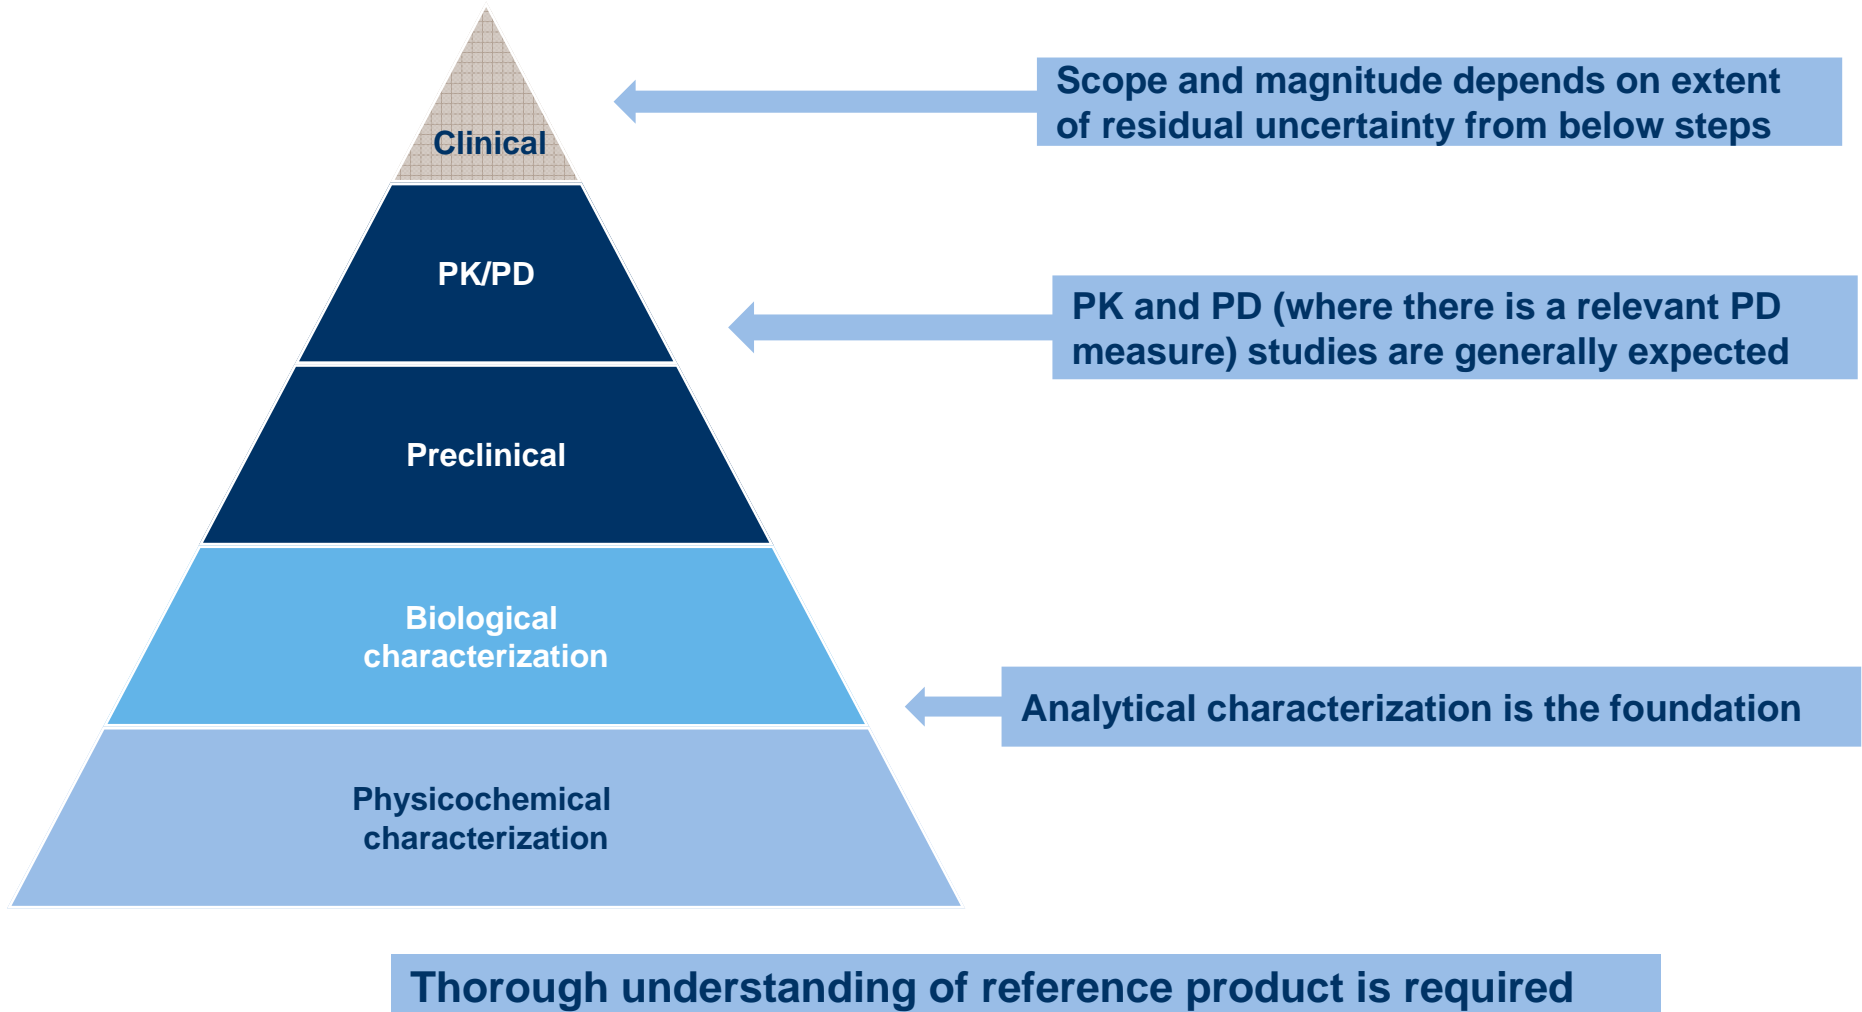 Clinical
Scope and magnitude depends on extent
of residual uncertainty from below steps
PK/PD
PK and PD (where there is a relevant PD
measure) studies are generally expected
Preclinical
Biological
characterization
Analytical characterization is the foundation
Physicochemical
characterization
Thorough understanding of reference product is required